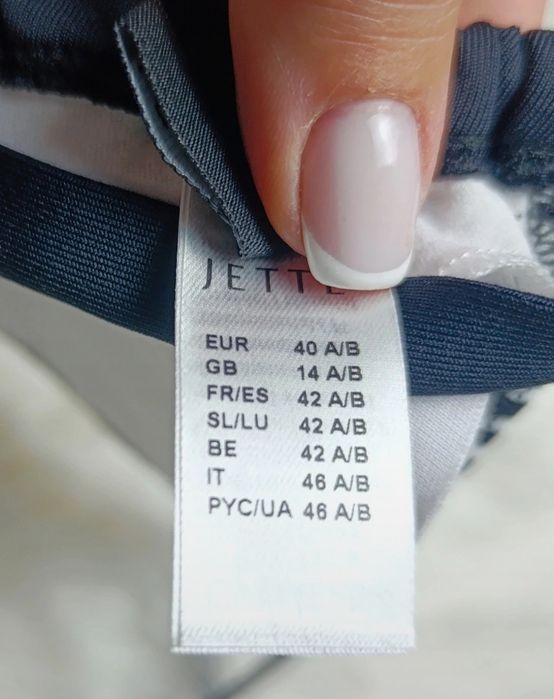 JETTE
EUR 40 A/B
GB 14 A/B
FR/ES 42 A/B
SL/LU 42 A/B
BE 42 A/B
IT 46 A/B
РУС/UA 46 A/B